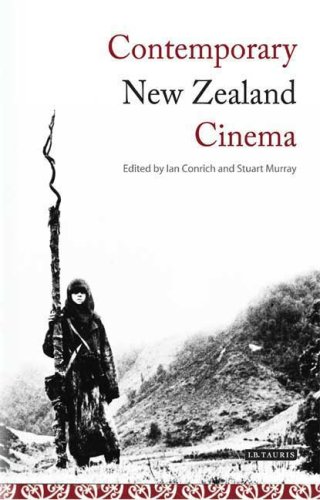 Contemporary
New Zealand
Cinema
Edited by Ian Conrich and Stuart Murray
I.B.TAURIS